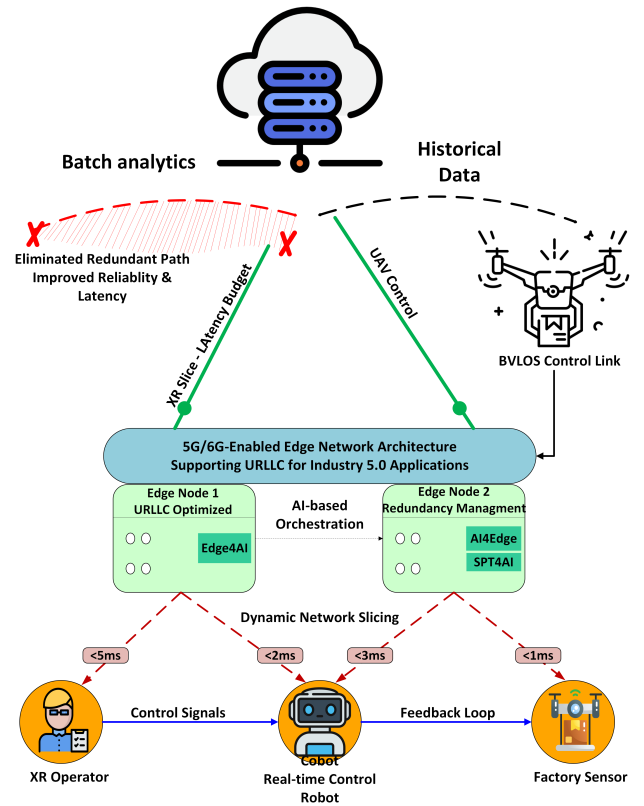 Batch analytics
Historical
Data
Eliminated Redundant Path
Improved Reliablity &
Latency
XR Slice - LAtency Budget
UAV Control
BVLOS Control Link
5G/6G-Enabled Edge Network Architecture
Supporting URLLC for Industry 5.0 Applications
Edge Node 1
URLLC Optimized
Edge4AI
AI-based
Orchestration
Edge Node 2
Redundancy Managment
AI4Edge
SPT4AI
Dynamic Network Slicing
<5ms
<2ms
<3ms
<1ms
Control Signals
Feedback Loop
XR Operator
Cobot
Real-time Control
Robot
Factory Sensor